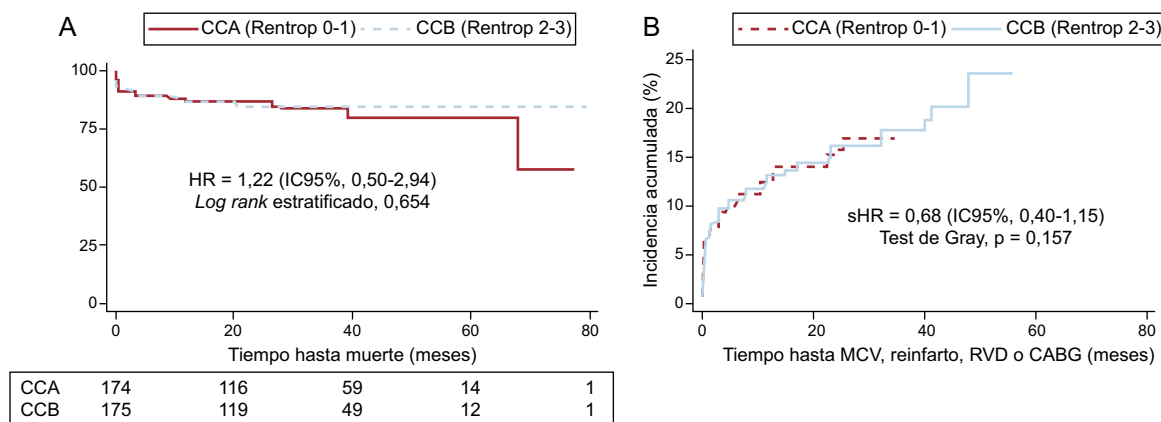 A
CCA (Rentrop 0-1)
CCB (Rentrop 2-3)
100
75
50
25
0
HR = 1,22 (IC95%, 0,50-2,94)
Log rank estratificado, 0,654
0 20 40 60 80
Tiempo hasta muerte (meses)
CCA 174 116 59 14 1
CCB 175 119 49 12 1
B
CCA (Rentrop 0-1)
CCB (Rentrop 2-3)
Incidencia acumulada (%)
25
20
15
10
5
0
sHR = 0,68 (IC95%, 0,40-1,15)
Test de Gray, p = 0,157
0 20 40 60 80
Tiempo hasta MCV, reinfarto, RVD o CABG (meses)